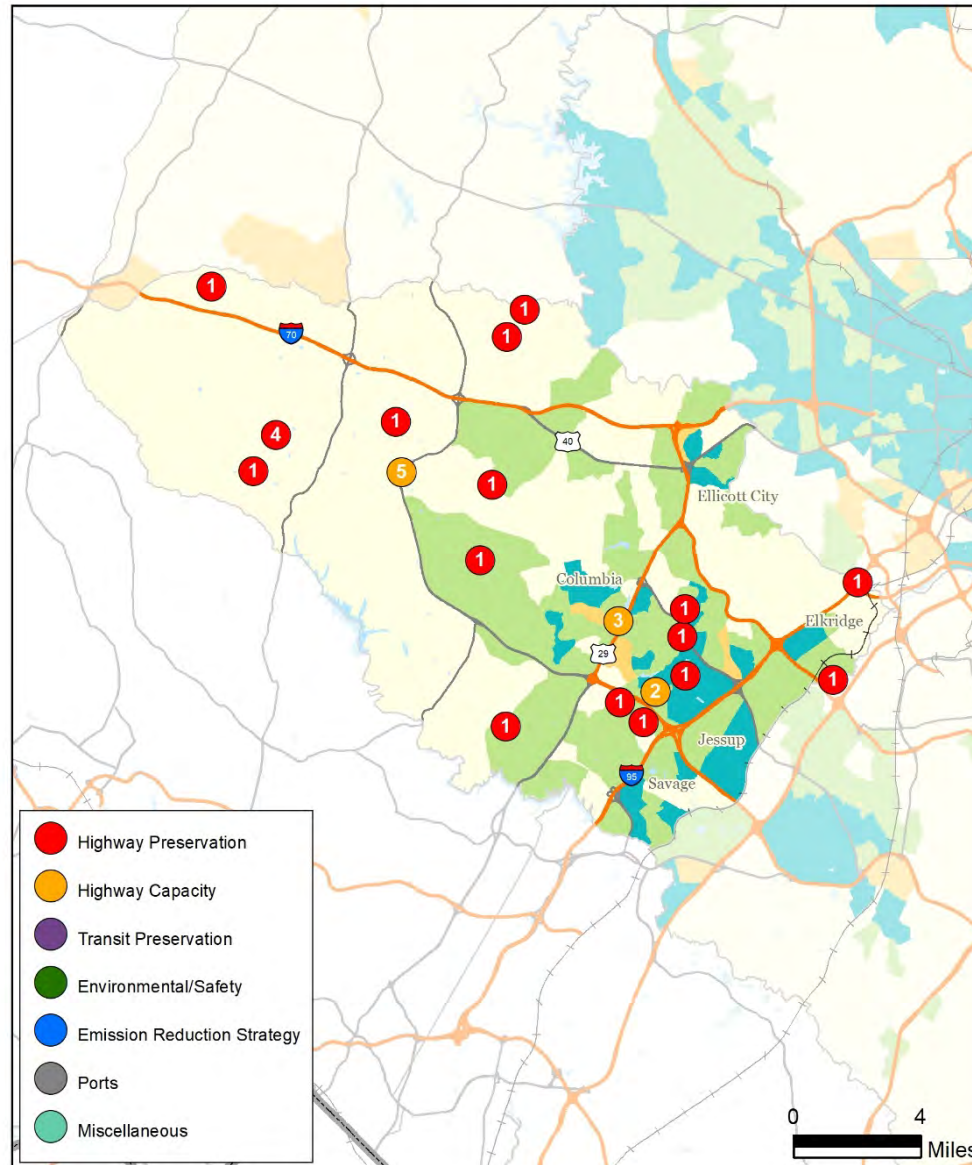 1
1
70
1
1
4
40
1
5
1
Ellicott City
1
Columbia
1
1
3
Elkridge
1
29
1
1
2
1
1
1
Jessup
95
Savage
Highway Preservation
Highway Capacity
Transit Preservation
Environmental/Safety
Emission Reduction Strategy
Ports
Miscellaneous
0 4
Miles